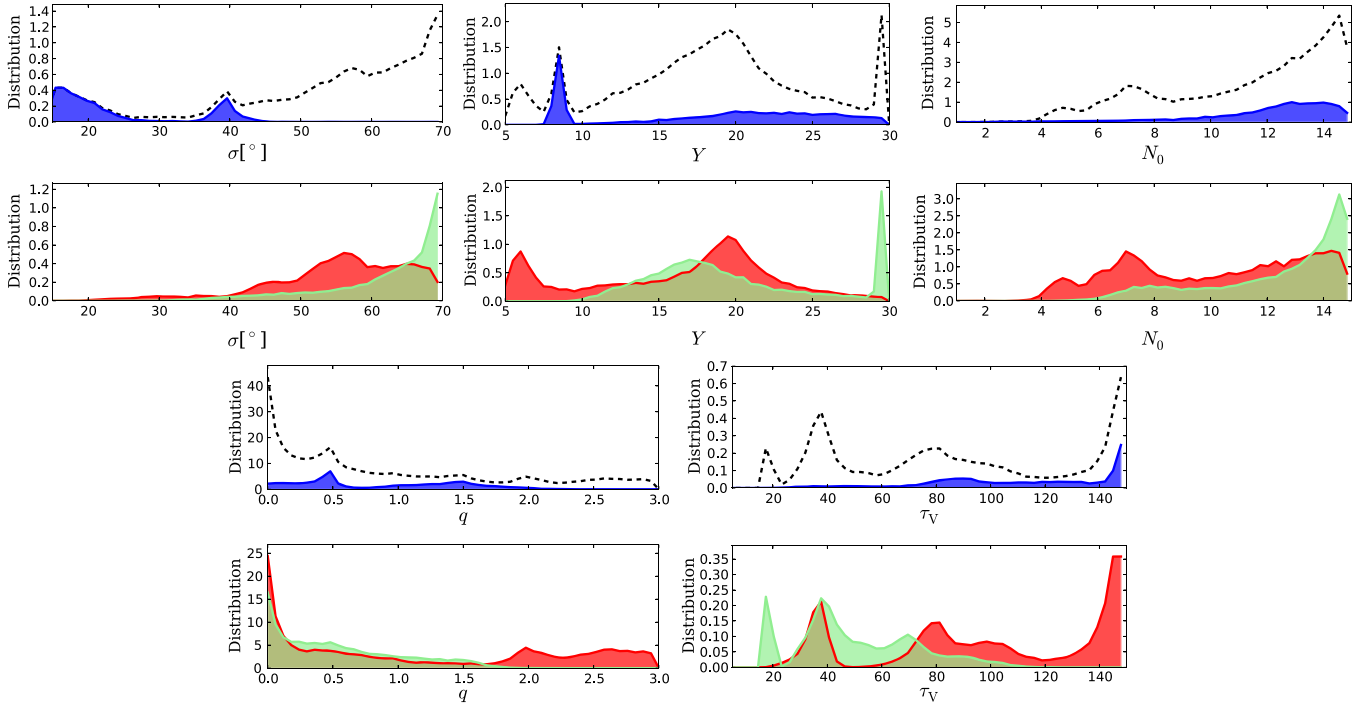 Distribution
1.4
1.2
1.0
0.8
0.6
0.4
0.2
0.0
20 30 40 50 60 70
σ[°]
Distribution
2.0
1.5
1.0
0.5
0.0
5 10 15 20 25 30
Y
Distribution
5
4
3
2
1
0
2 4 6 8 10 12 14
N₀
Distribution
1.2
1.0
0.8
0.6
0.4
0.2
0.0
20 30 40 50 60 70
σ[°]
Distribution
2.0
1.5
1.0
0.5
0.0
5 10 15 20 25 30
Y
Distribution
3.0
2.5
2.0
1.5
1.0
0.5
0.0
2 4 6 8 10 12 14
N₀
Distribution
40
30
20
10
0
0.0 0.5 1.0 1.5 2.0 2.5 3.0
q
Distribution
0.7
0.6
0.5
0.4
0.3
0.2
0.1
0.0
20 40 60 80 100 120 140
τV
Distribution
25
20
15
10
5
0
0.0 0.5 1.0 1.5 2.0 2.5 3.0
q
Distribution
0.35
0.30
0.25
0.20
0.15
0.10
0.05
0.00
20 40 60 80 100 120 140
τV